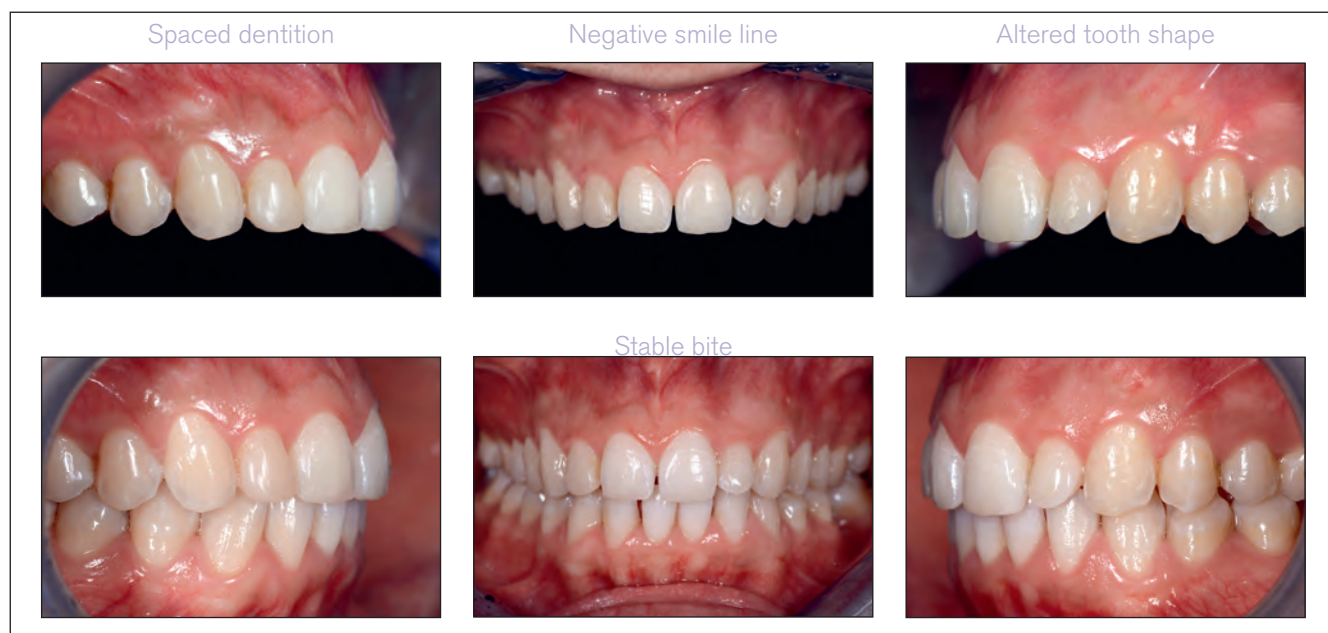 Spaced dentition
Negative smile line
Altered tooth shape
Stable bite